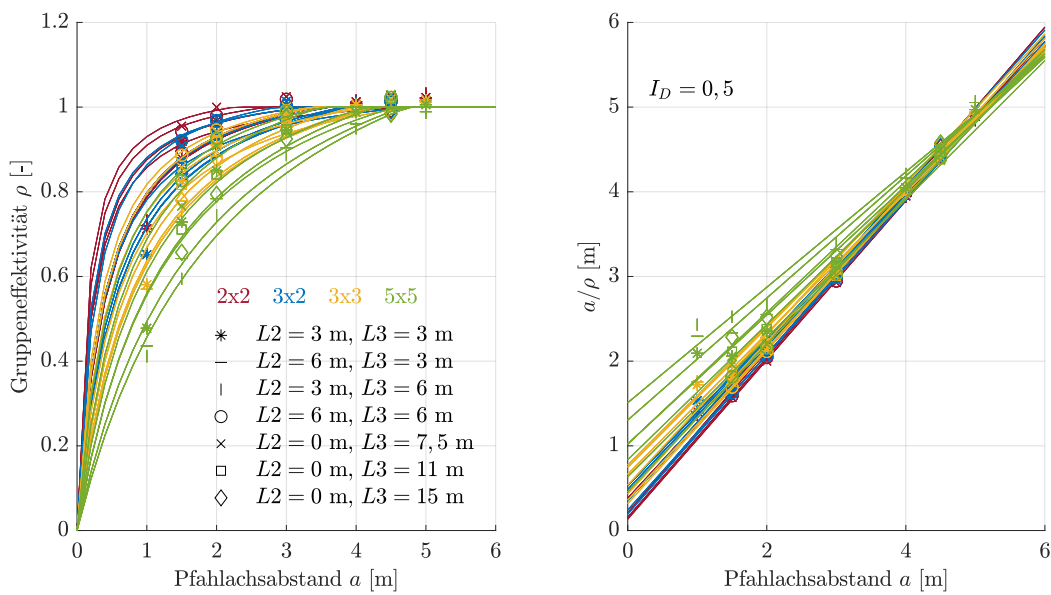 1.2
1
0.8
0.6
0.4
0.2
0
Gruppeneffektivität ρ [-]
2x2 3x2 3x3 5x5
L2 = 3 m, L3 = 3 m
L2 = 6 m, L3 = 3 m
L2 = 3 m, L3 = 6 m
L2 = 6 m, L3 = 6 m
L2 = 0 m, L3 = 7,5 m
L2 = 0 m, L3 = 11 m
L2 = 0 m, L3 = 15 m
0 1 2 3 4 5 6
Pfahlachsabstand a [m]
6
5
4
3
2
1
0
a/ρ [m]
I_D = 0,5
0 2 4 6
Pfahlachsabstand a [m]